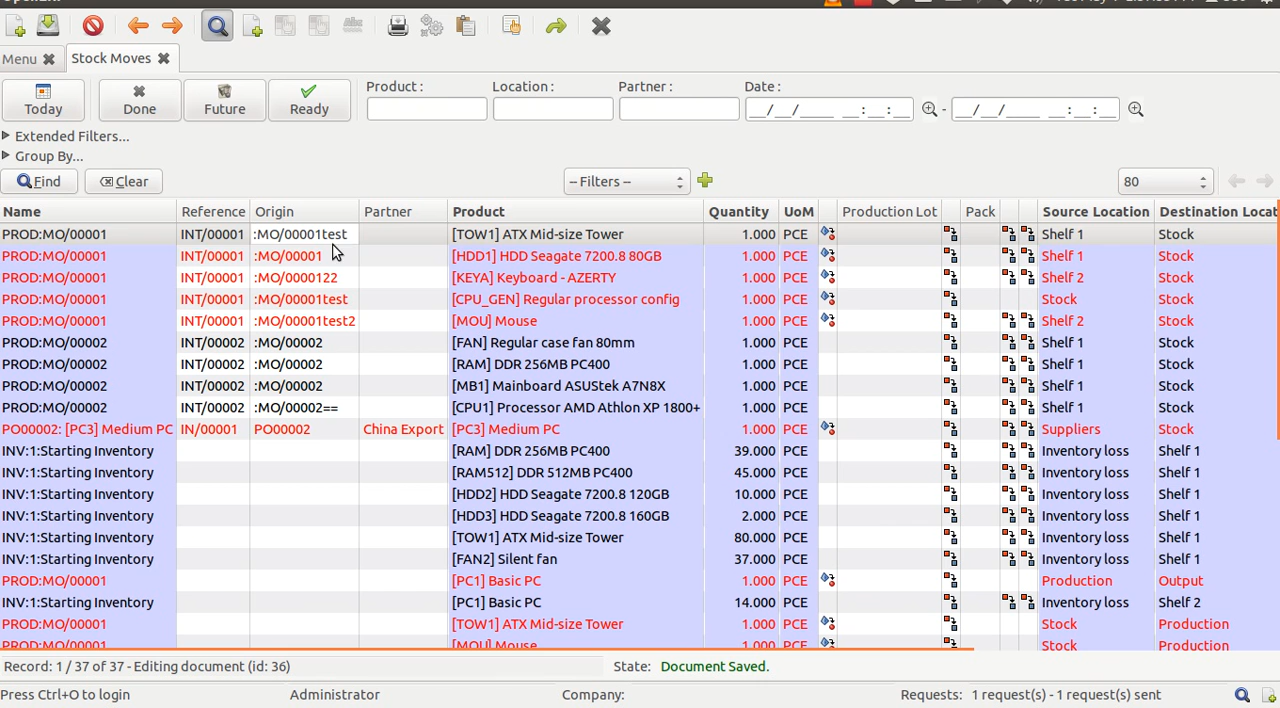 Menu
Stock Moves
Today
Done
Future
Ready
Product :
Location :
Partner :
Date :
__/__/____ __:__:__ - __/__/____ __:__:__
Extended Filters...
Group By...
Find
Clear
-- Filters --
80
Name Reference Origin Partner Product Quantity UoM Production Lot Pack Source Location Destination Locat
PROD:MO/00001 INT/00001 :MO/00001test [TOW1] ATX Mid-size Tower 1.000 PCE Shelf 1 Stock
PROD:MO/00001 INT/00001 :MO/00001 [HDD1] HDD Seagate 7200.8 80GB 1.000 PCE Shelf 1 Stock
PROD:MO/00001 INT/00001 :MO/0000122 [KEYA] Keyboard - AZERTY 1.000 PCE Shelf 2 Stock
PROD:MO/00001 INT/00001 :MO/00001test [CPU_GEN] Regular processor config 1.000 PCE Stock Stock
PROD:MO/00001 INT/00001 :MO/00001test2 [MOU] Mouse 1.000 PCE Shelf 2 Stock
PROD:MO/00002 INT/00002 :MO/00002 [FAN] Regular case fan 80mm 1.000 PCE Shelf 1 Stock
PROD:MO/00002 INT/00002 :MO/00002 [RAM] DDR 256MB PC400 1.000 PCE Shelf 1 Stock
PROD:MO/00002 INT/00002 :MO/00002 [MB1] Mainboard ASUStek A7N8X 1.000 PCE Shelf 1 Stock
PROD:MO/00002 INT/00002 :MO/00002== [CPU1] Processor AMD Athlon XP 1800+ 1.000 PCE Shelf 1 Stock
PO00002: [PC3] Medium PC IN/00001 PO00002 China Export [PC3] Medium PC 1.000 PCE Suppliers Stock
INV:1:Starting Inventory [RAM] DDR 256MB PC400 39.000 PCE Inventory loss Shelf 1
INV:1:Starting Inventory [RAM512] DDR 512MB PC400 45.000 PCE Inventory loss Shelf 1
INV:1:Starting Inventory [HDD2] HDD Seagate 7200.8 120GB 10.000 PCE Inventory loss Shelf 1
INV:1:Starting Inventory [HDD3] HDD Seagate 7200.8 160GB 2.000 PCE Inventory loss Shelf 1
INV:1:Starting Inventory [TOW1] ATX Mid-size Tower 80.000 PCE Inventory loss Shelf 1
INV:1:Starting Inventory [FAN2] Silent fan 37.000 PCE Inventory loss Shelf 1
PROD:MO/00001 [PC1] Basic PC 1.000 PCE Production Output
INV:1:Starting Inventory [PC1] Basic PC 14.000 PCE Inventory loss Shelf 2
PROD:MO/00001 [TOW1] ATX Mid-size Tower 1.000 PCE Stock Production
PROD:MO/00001 [MOU] Mouse 1.000 PCE Stock Production
Record: 1 / 37 of 37 - Editing document (id: 36) State: Document Saved.
Press Ctrl+O to login Administrator Company: Requests: 1 request(s) - 1 request(s) sent